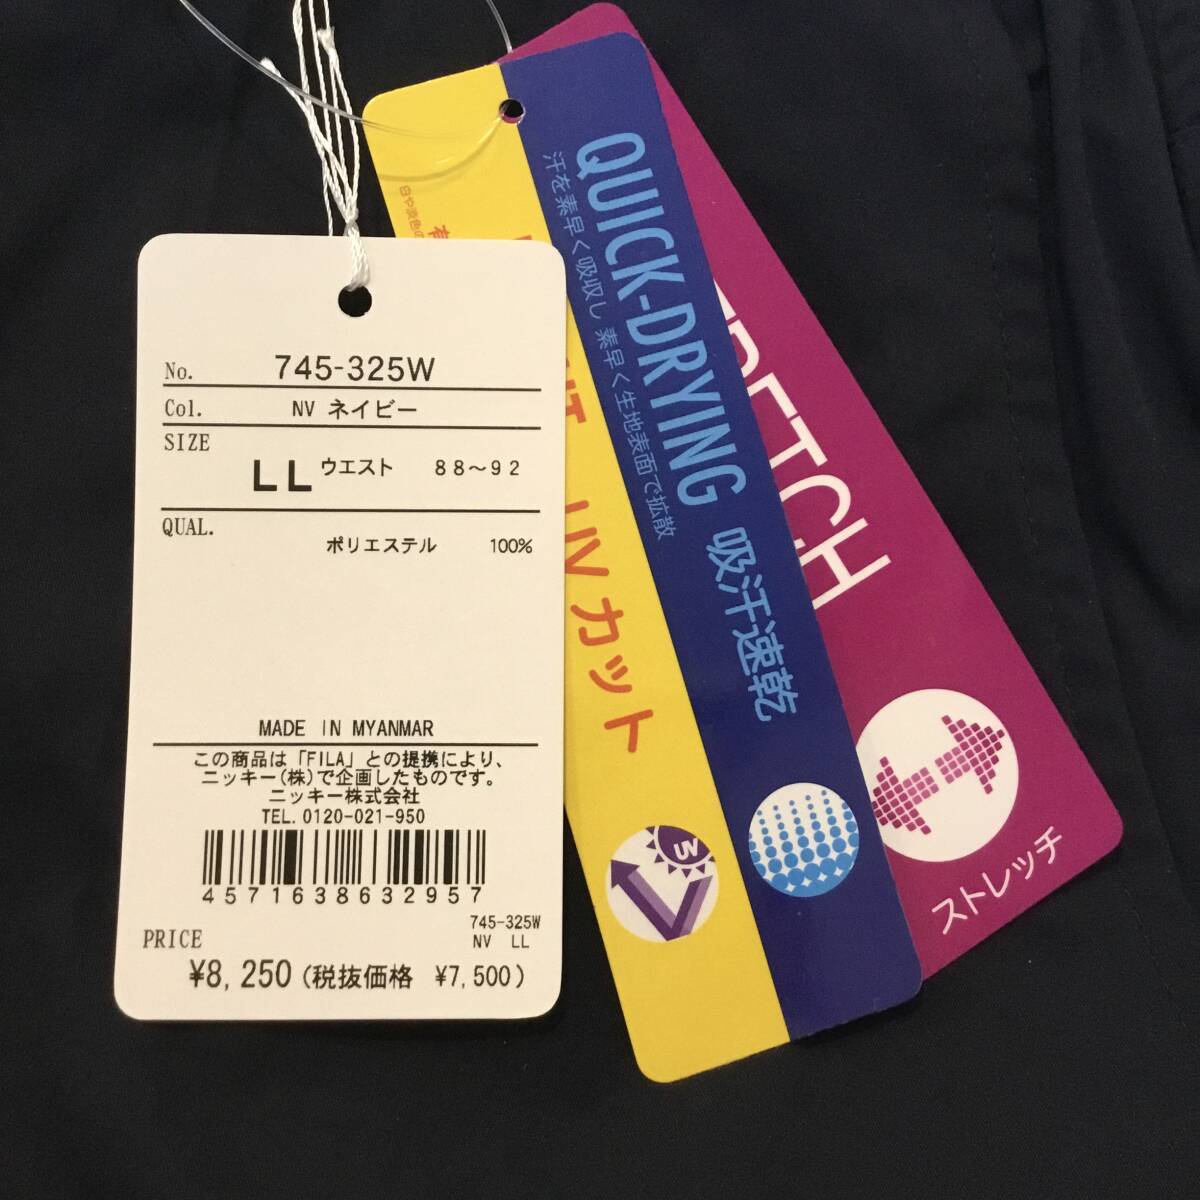 No. 745-325W
Col. NV ネイビー
SIZE
LL ウエスト 88～92
QUAL.
ポリエステル 100%
MADE IN MYANMAR
この商品は「FILA」との提携により、
ニッキー(株)で企画したものです。
ニッキー株式会社
TEL. 0120-021-950
4571638632957
745-325W
NV LL
PRICE
¥8,250 (税抜価格 ¥7,500)
UVカット
UV
QUICK-DRYING 吸汗速乾
汗を素早く吸収し 素早く生地表面で拡散
ストレッチ